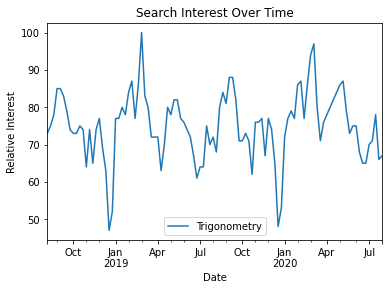 Search Interest Over Time
Relative Interest
100
90
80
70
60
50
Trigonometry
Oct Jan Apr Jul Oct Jan Apr Jul
2019 2020
Date